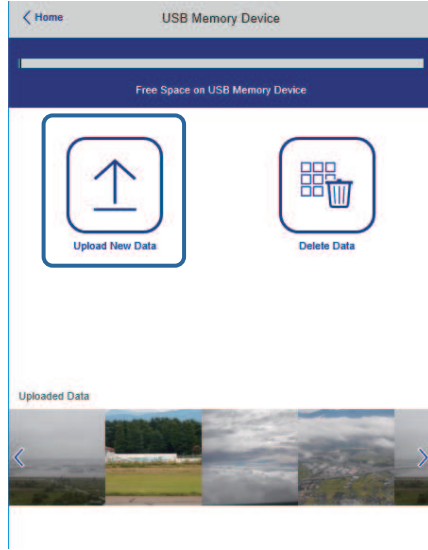 Home
USB Memory Device
Free Space on USB Memory Device
Upload New Data
Delete Data
Uploaded Data